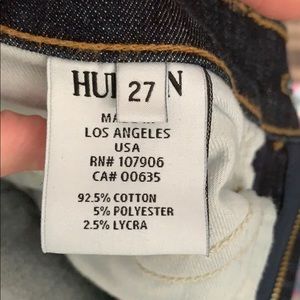 HU 27 N
MA
LOS ANGELES
USA
RN# 107906
CA# 00635
92.5% COTTON
5% POLYESTER
2.5% LYCRA